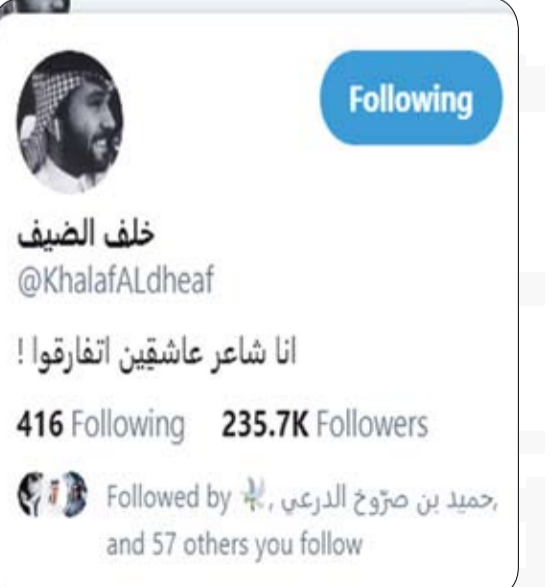 Following
خلف الضيف
@KhalafALdheaf
انا شاعر عاشقين اتفارقوا !
416 Following 235.7K Followers
Followed by 🕊, حميد بن صرّوخ الدرعي,
and 57 others you follow